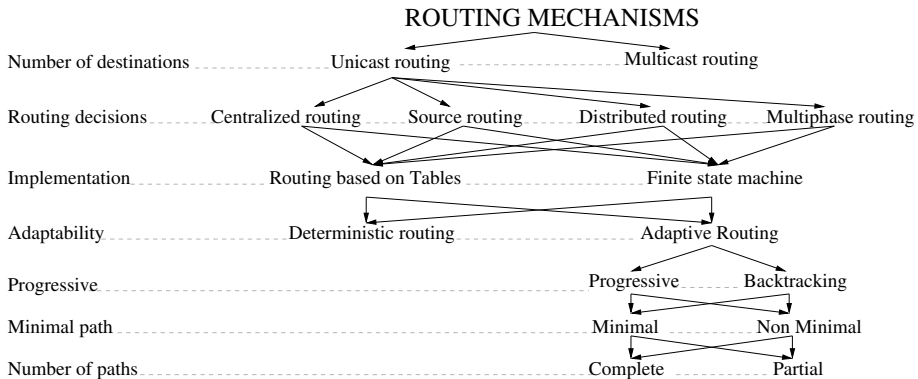 ROUTING MECHANISMS
Number of destinations Unicast routing Multicast routing
Routing decisions Centralized routing Source routing Distributed routing Multiphase routing
Implementation Routing based on Tables Finite state machine
Adaptability Deterministic routing Adaptive Routing
Progressive Progressive Backtracking
Minimal path Minimal Non Minimal
Number of paths Complete Partial